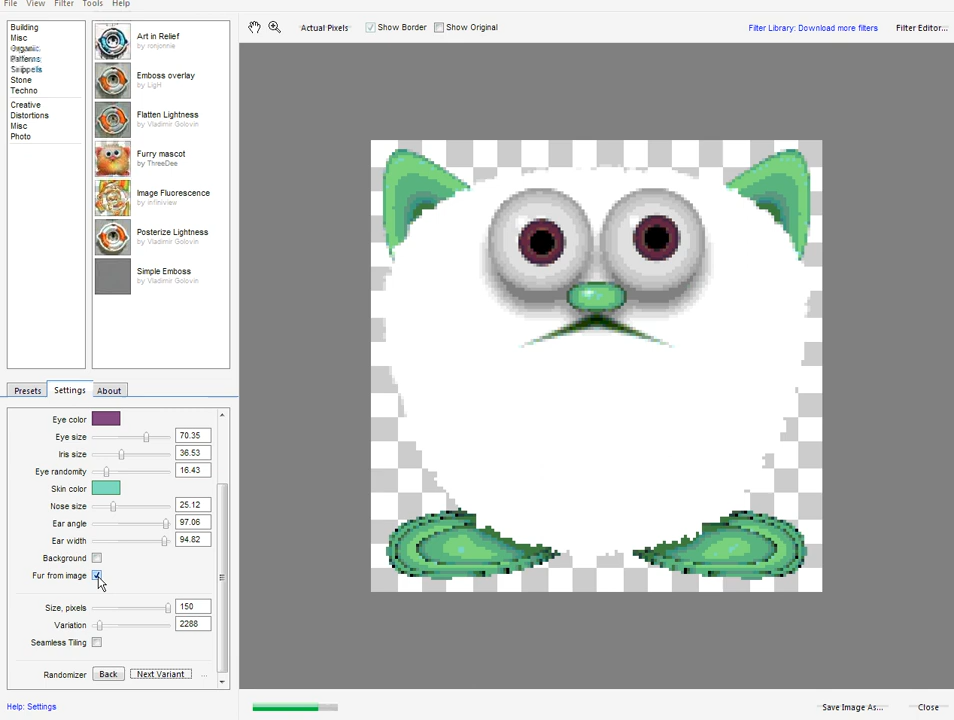 File View Filter Tools Help
Actual Pixels Show Border Show Original Filter Library: Download more filters Filter Editor...
Building
Misc
Organic
Patterns
Snippets
Stone
Techno
Creative
Distortions
Misc
Photo
Art in Relief
by ronjonnie
Emboss overlay
by LigH
Flatten Lightness
by Vladimir Golovin
Furry mascot
by ThreeDee
Image Fluorescence
by infiniview
Posterize Lightness
by Vladimir Golovin
Simple Emboss
by Vladimir Golovin
Presets Settings About
Eye color
Eye size 70.35
Iris size 36.53
Eye randomity 16.43
Skin color
Nose size 25.12
Ear angle 97.06
Ear width 94.82
Background
Fur from image
Size, pixels 150
Variation 2288
Seamless Tiling
Randomizer Back Next Variant ...
Help: Settings
Save Image As... Close